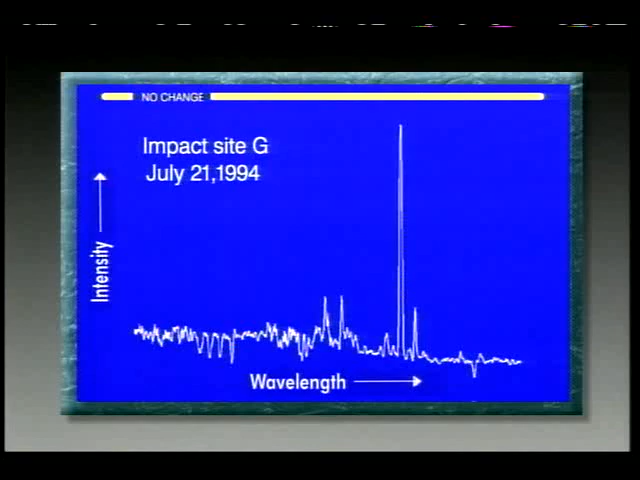 NO CHANGE
Impact site G
July 21,1994
Intensity
Wavelength